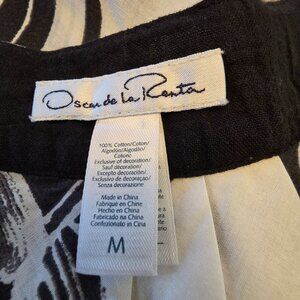 Oscar de la Renta
100% Cotton/Coton/
Algodón/Algodão/
Cotone
Exclusive of decoration/
Sauf décoration/
Excepto decoración/
Exclusive de decoração/
Senza decorazione
Made in China
Fabriqué en Chine
Hecho en China
Fabricado na China
Confezionato in Cina
M